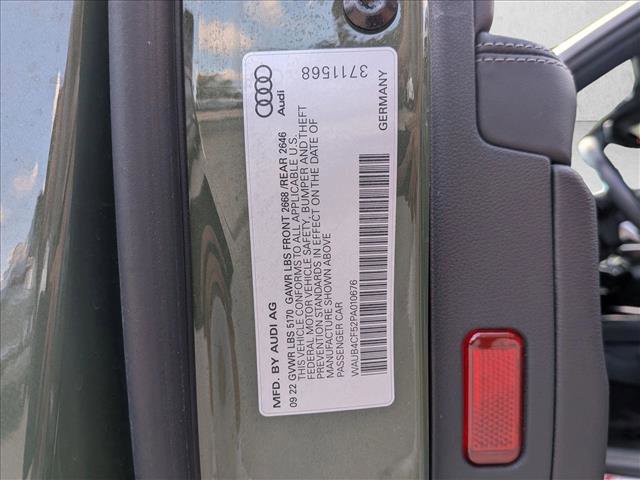 MFD. BY AUDI AG
09 22 GVWR LBS 5170 GAWR LBS FRONT 2668 /REAR 2646
THIS VEHICLE CONFORMS TO ALL APPLICABLE U.S.
FEDERAL MOTOR VEHICLE SAFETY, BUMPER AND THEFT
PREVENTION STANDARDS IN EFFECT ON THE DATE OF
MANUFACTURE SHOWN ABOVE
PASSENGER CAR
WAUB4CF52PA010676
GERMANY
Audi
3711568